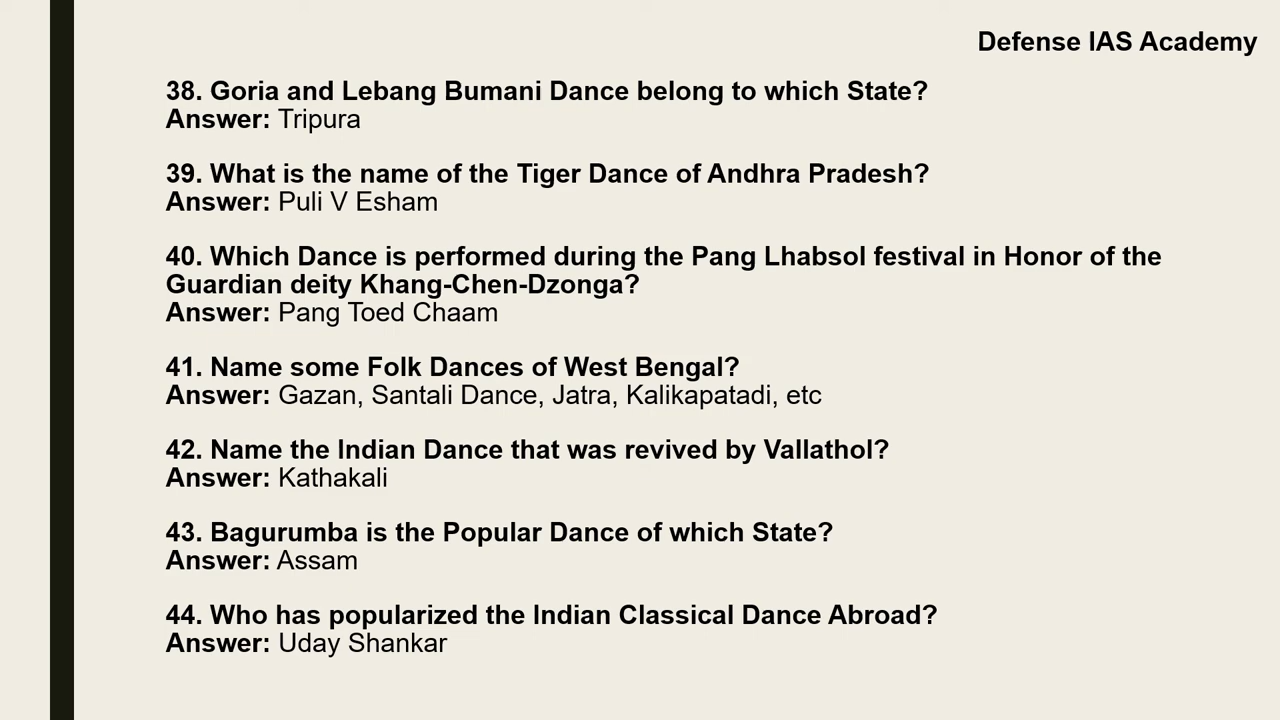 Defense IAS Academy
38. Goria and Lebang Bumani Dance belong to which State?
Answer: Tripura
39. What is the name of the Tiger Dance of Andhra Pradesh?
Answer: Puli V Esham
40. Which Dance is performed during the Pang Lhabsol festival in Honor of the
Guardian deity Khang-Chen-Dzonga?
Answer: Pang Toed Chaam
41. Name some Folk Dances of West Bengal?
Answer: Gazan, Santali Dance, Jatra, Kalikapatadi, etc
42. Name the Indian Dance that was revived by Vallathol?
Answer: Kathakali
43. Bagurumba is the Popular Dance of which State?
Answer: Assam
44. Who has popularized the Indian Classical Dance Abroad?
Answer: Uday Shankar